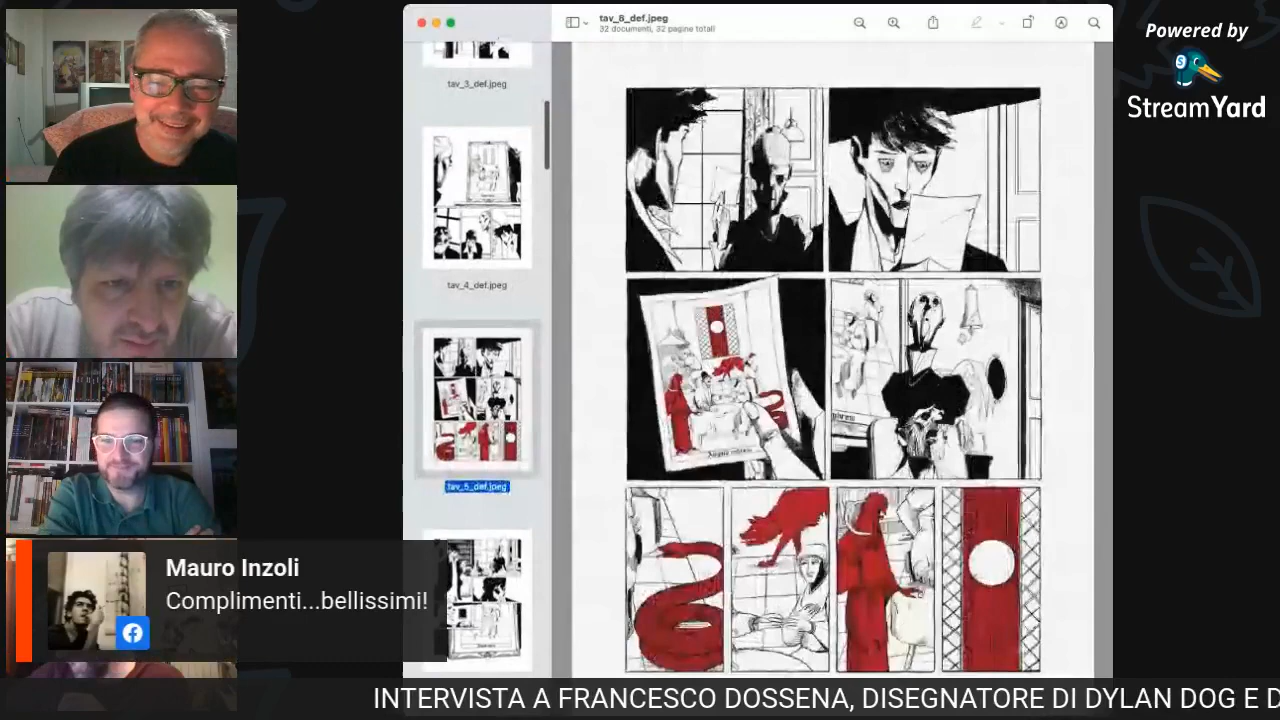 tav_8_def.jpeg
32 documenti, 32 pagine totali
Powered by
StreamYard
tav_3_def.jpeg
tav_4_def.jpeg
tav_5_def.jpeg
Mauro Inzoli
Complimenti...bellissimi!
INTERVISTA A FRANCESCO DOSSENA, DISEGNATORE DI DYLAN DOG E D